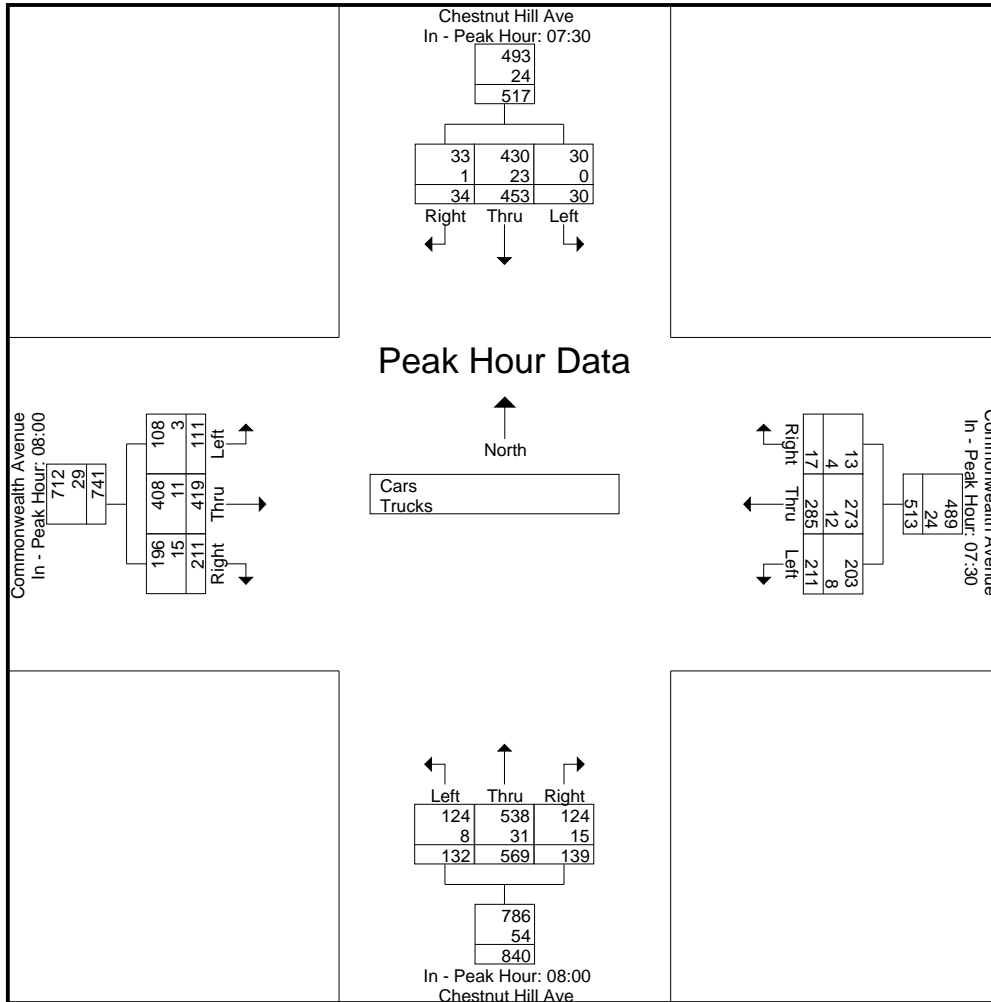 Chestnut Hill Ave
In - Peak Hour: 07:30
493
24
517
33 430 30
1 23 0
34 453 30
Right Thru Left
Peak Hour Data
North
Cars
Trucks
Commonwealth Avenue
In - Peak Hour: 08:00
712
29
741
108 3 111 Left
408 11 419 Thru
196 15 211 Right
Right 17 4 13
Thru 285 12 273
Left 211 8 203
489
24
513
Commonwealth Avenue
In - Peak Hour: 07:30
Left Thru Right
124 538 124
8 31 15
132 569 139
786
54
840
In - Peak Hour: 08:00
Chestnut Hill Ave